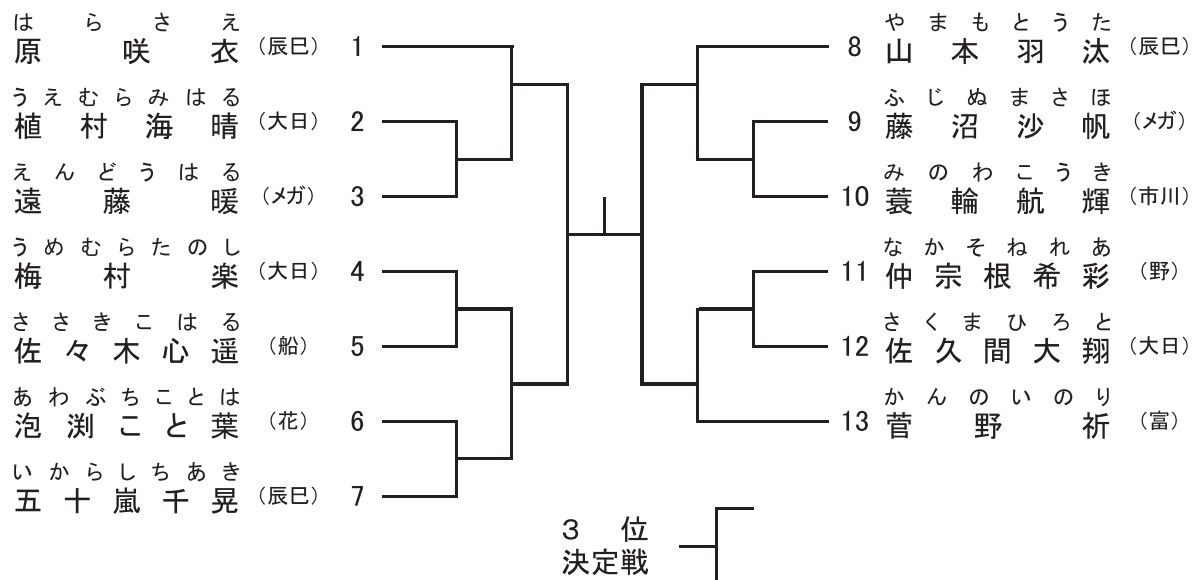 はらさえ
原咲衣 (辰巳) 1
うえむらみはる
植村海晴 (大日) 2
えんどうはる
遠藤暖 (メガ) 3
うめむらたのし
梅村楽 (大日) 4
ささきこはる
佐々木心遥 (船) 5
あわぶちことは
泡渕こと葉 (花) 6
いからしちあき
五十嵐千晃 (辰巳) 7
やまもとうた
8 山本羽汰 (辰巳)
ふじぬまさほ
9 藤沼沙帆 (メガ)
みのわこうき
10 蓑輪航輝 (市川)
なかそねれあ
11 仲宗根希彩 (野)
さくまひろと
12 佐久間大翔 (大日)
かんのいのり
13 菅野祈 (富)
3位
決定戦